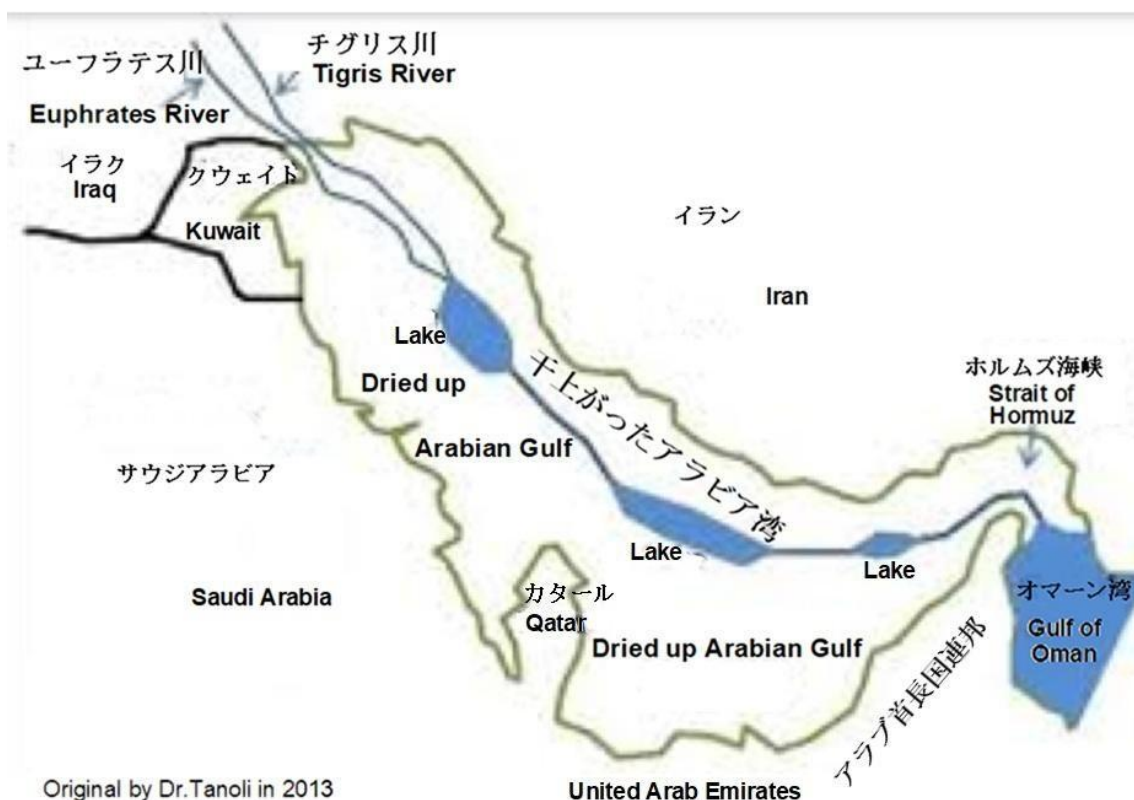 チグリス川
Tigris River
ユーフラテス川
Euphrates River
イラク
Iraq
クウェイト
Kuwait
イラン
Iran
Lake
Dried up
Arabian Gulf
干上がったアラビア湾
ホルムズ海峡
Strait of
Hormuz
サウジアラビア
Saudi Arabia
Lake
Lake
カタール
Qatar
オマーン湾
Gulf of
Oman
Dried up Arabian Gulf
アラブ首長国連邦
United Arab Emirates
Original by Dr.Tanoli in 2013